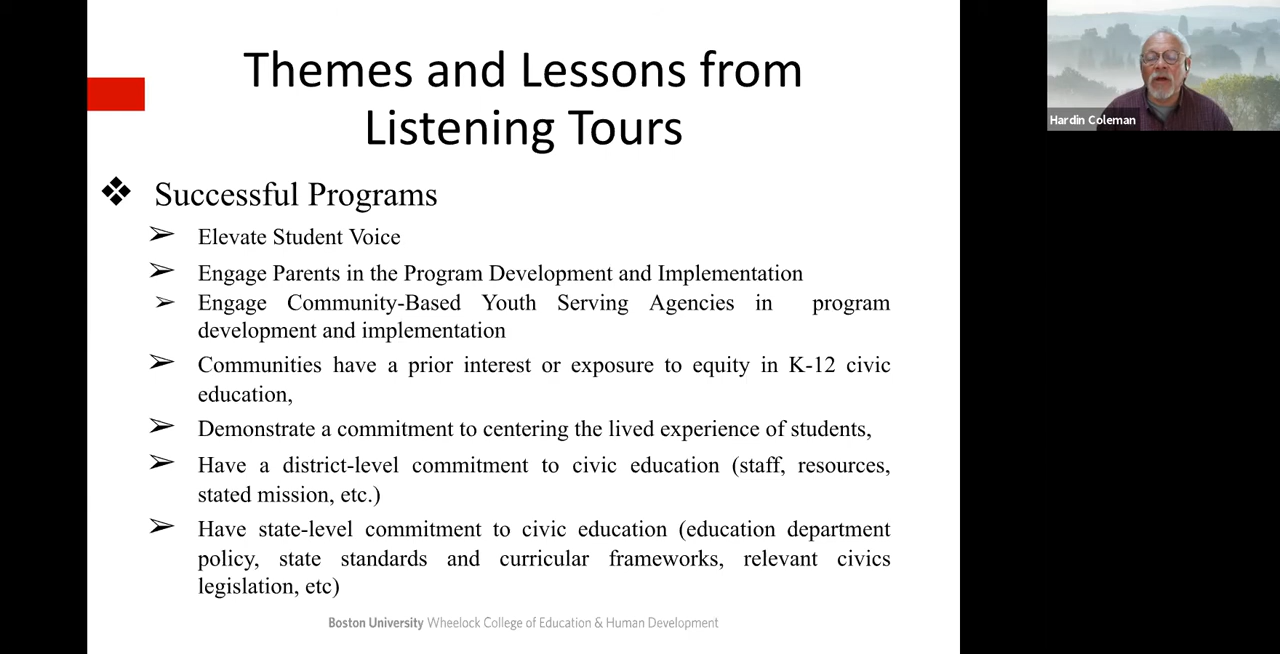 Themes and Lessons from
Listening Tours
❖ Successful Programs
➢ Elevate Student Voice
➢ Engage Parents in the Program Development and Implementation
➢ Engage Community-Based Youth Serving Agencies in program
development and implementation
➢ Communities have a prior interest or exposure to equity in K-12 civic
education,
➢ Demonstrate a commitment to centering the lived experience of students,
➢ Have a district-level commitment to civic education (staff, resources,
stated mission, etc.)
➢ Have state-level commitment to civic education (education department
policy, state standards and curricular frameworks, relevant civics
legislation, etc)
Boston University Wheelock College of Education & Human Development
Hardin Coleman